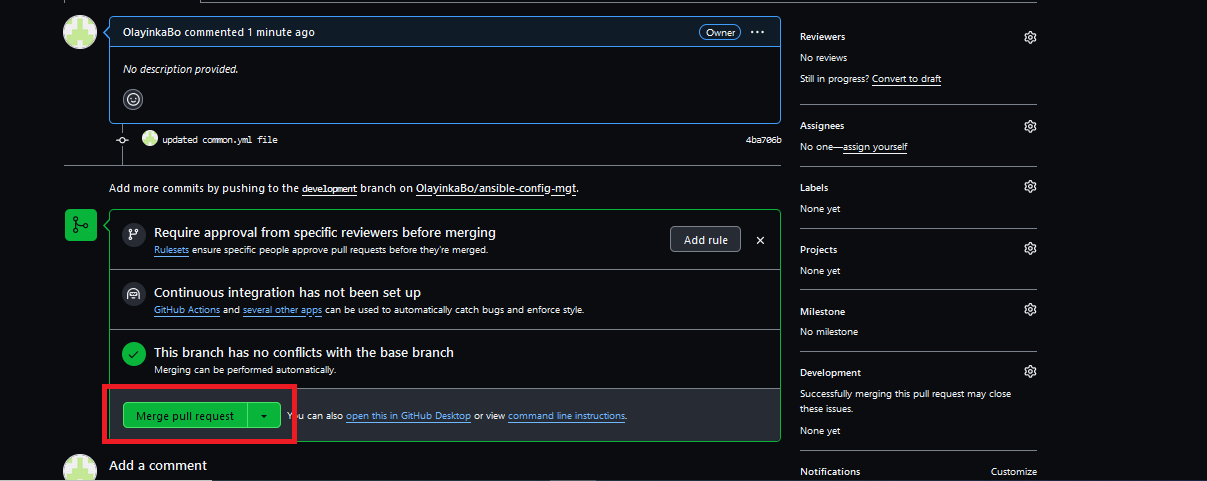 OlayinkaBo commented 1 minute ago
Owner
No description provided.
updated common.yml file
4ba706b
Add more commits by pushing to the development branch on OlayinkaBo/ansible-config-mgt.
Require approval from specific reviewers before merging
Rulesets ensure specific people approve pull requests before they're merged.
Add rule
Continuous integration has not been set up
GitHub Actions and several other apps can be used to automatically catch bugs and enforce style.
This branch has no conflicts with the base branch
Merging can be performed automatically.
Merge pull request
You can also open this in GitHub Desktop or view command line instructions.
Add a comment
Reviewers
No reviews
Still in progress? Convert to draft
Assignees
No one—assign yourself
Labels
None yet
Projects
None yet
Milestone
No milestone
Development
Successfully merging this pull request may close
these issues.
None yet
Notifications
Customize